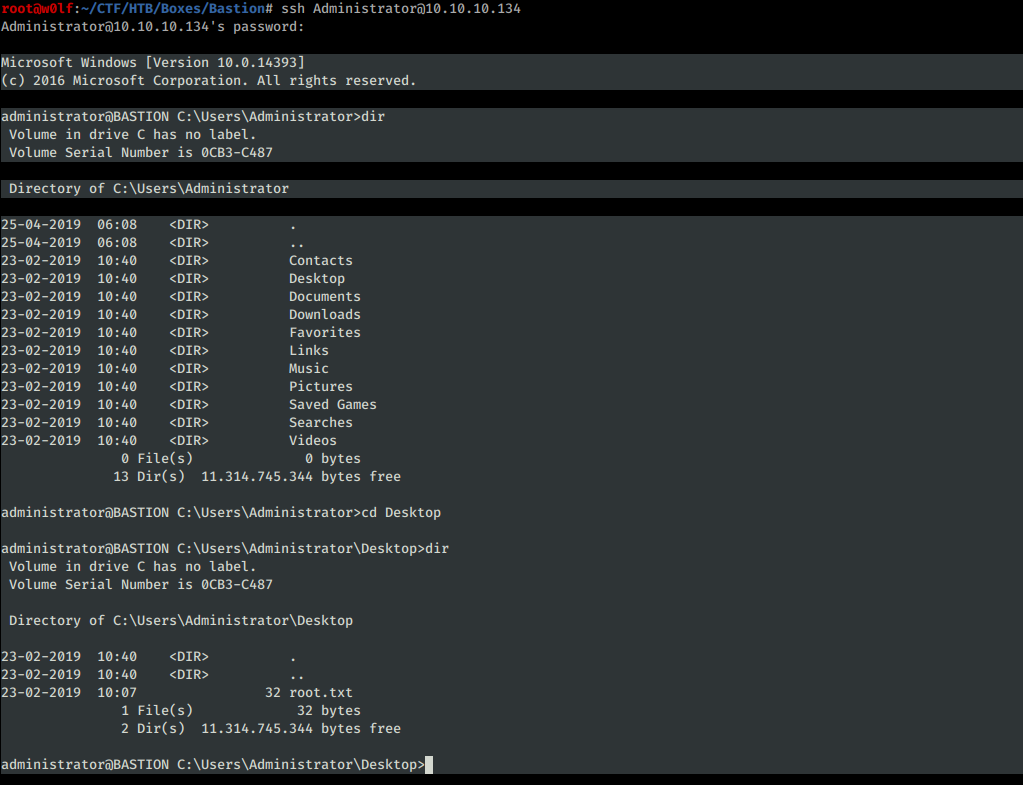 root@w0lf:~/CTF/HTB/Boxes/Bastion# ssh Administrator@10.10.10.134
Administrator@10.10.10.134's password:
Microsoft Windows [Version 10.0.14393]
(c) 2016 Microsoft Corporation. All rights reserved.
administrator@BASTION C:\Users\Administrator>dir
 Volume in drive C has no label.
 Volume Serial Number is 0CB3-C487
 Directory of C:\Users\Administrator
25-04-2019  06:08    <DIR>          .
25-04-2019  06:08    <DIR>          ..
23-02-2019  10:40    <DIR>          Contacts
23-02-2019  10:40    <DIR>          Desktop
23-02-2019  10:40    <DIR>          Documents
23-02-2019  10:40    <DIR>          Downloads
23-02-2019  10:40    <DIR>          Favorites
23-02-2019  10:40    <DIR>          Links
23-02-2019  10:40    <DIR>          Music
23-02-2019  10:40    <DIR>          Pictures
23-02-2019  10:40    <DIR>          Saved Games
23-02-2019  10:40    <DIR>          Searches
23-02-2019  10:40    <DIR>          Videos
               0 File(s)              0 bytes
              13 Dir(s)  11.314.745.344 bytes free
administrator@BASTION C:\Users\Administrator>cd Desktop
administrator@BASTION C:\Users\Administrator\Desktop>dir
 Volume in drive C has no label.
 Volume Serial Number is 0CB3-C487
 Directory of C:\Users\Administrator\Desktop
23-02-2019  10:40    <DIR>          .
23-02-2019  10:40    <DIR>          ..
23-02-2019  10:07                32 root.txt
               1 File(s)             32 bytes
               2 Dir(s)  11.314.745.344 bytes free
administrator@BASTION C:\Users\Administrator\Desktop>